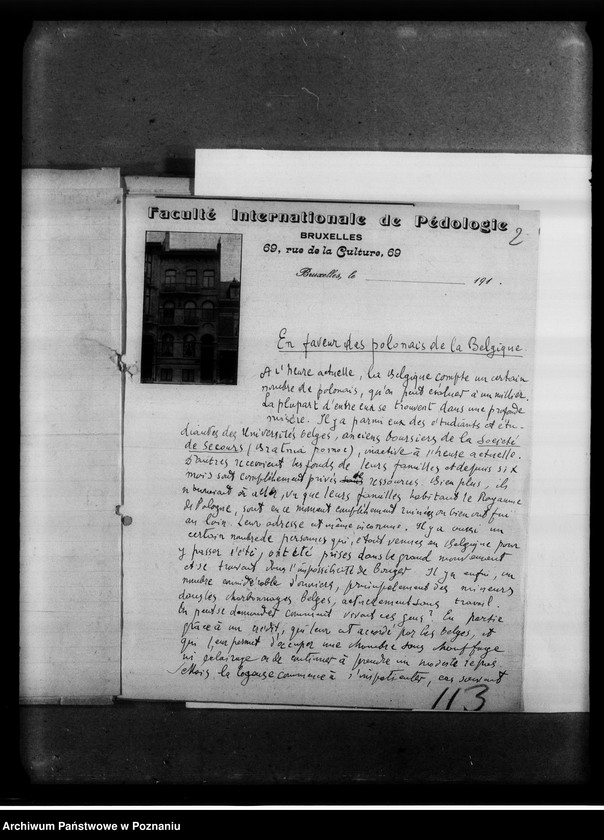 Faculté Internationale de Pédologie
BRUXELLES
69, rue de la Culture, 69
2
Bruxelles, le 191 .
En faveur des polonais de la Belgique
A l'heure actuelle, la Belgique compte un certain
nombre de polonais, qu'on peut évaluer à un millier.
La plupart d'entre eux se trouvent dans une profonde
misère. Il y a parmi eux des étudiants et étu-
diantes des Universités belges, anciens boursiers de la Société
de Secours (Bratnia pomoc), inactive à l'heure actuelle.
D'autres recevaient les fonds de leurs familles et depuis six
mois sont complètement privés de ressources. Bien plus, ils
n'auraient où aller, vu que leurs familles habitant le Royaume
de Pologne, sont en ce moment complètement ruinées ou bien ont fui
au loin. Leur adresse est même inconnue. Il y a aussi un
certain nombre de personnes qui, étant venues en Belgique pour
y passer l'été, ont été prises dans le grand mouvement
et se trouvent dans l'impossibilité de bouger. Il y a enfin, un
nombre considérable d'ouvriers, principalement des mineurs
dans les charbonnages belges, actuellement sans travail.
On peut se demander comment vivent ces gens? En partie
grâce à un crédit, qui leur est accordé par les belges, et
qui leur permet d'occuper une chambre sans chauffage
ni éclairage et de continuer à prendre un modeste repas
Mais la logeuse commence à s'impatienter, car souvent
113
Archiwum Państwowe w Poznaniu